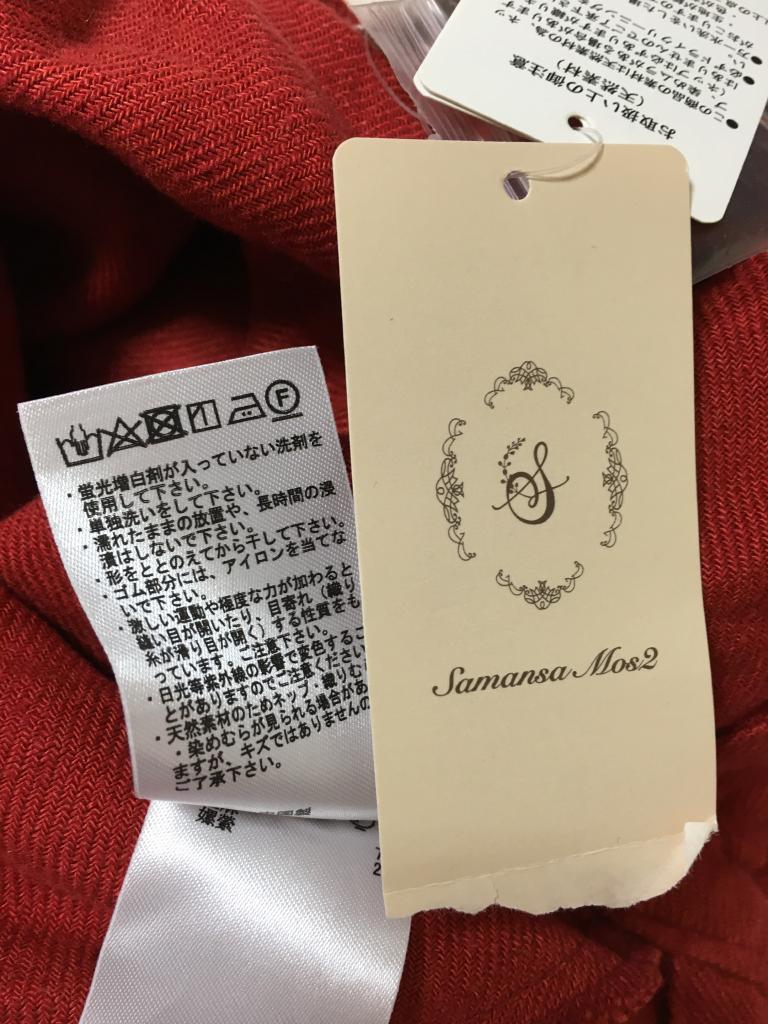 お取扱い上の御注意
(天然素材)
F
・蛍光増白剤が入っていない洗剤を
使用して下さい。
・単独洗いをして下さい。
・濡れたままの放置や、長時間の浸
漬はしないで下さい。
・形をととのえてから干して下さい。
・ゴム部分には、アイロンを当てな
いで下さい。
・激しい運動や極度な力が加わると
縫い目が開いたり、目寄れ（織り
糸が滑り目が開く）する性質をも
っています。ご注意下さい。
・日光等紫外線の影響で変色するこ
とがありますのでご注意ください
・天然素材のためネップ、織りむ
・染めむらが見られる場合があ
ますが、キズではありませんの
ご了承下さい。
S
Samansa Mos2